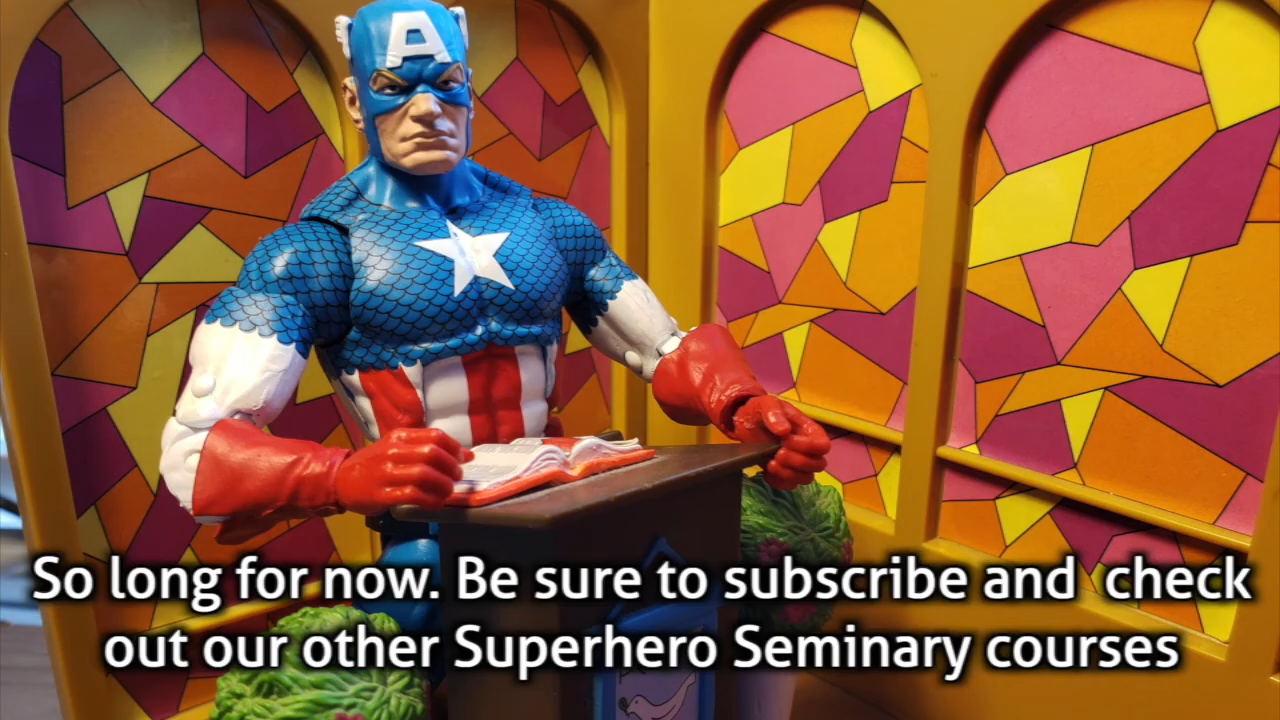 A
So long for now. Be sure to subscribe and  check
out our other Superhero Seminary courses